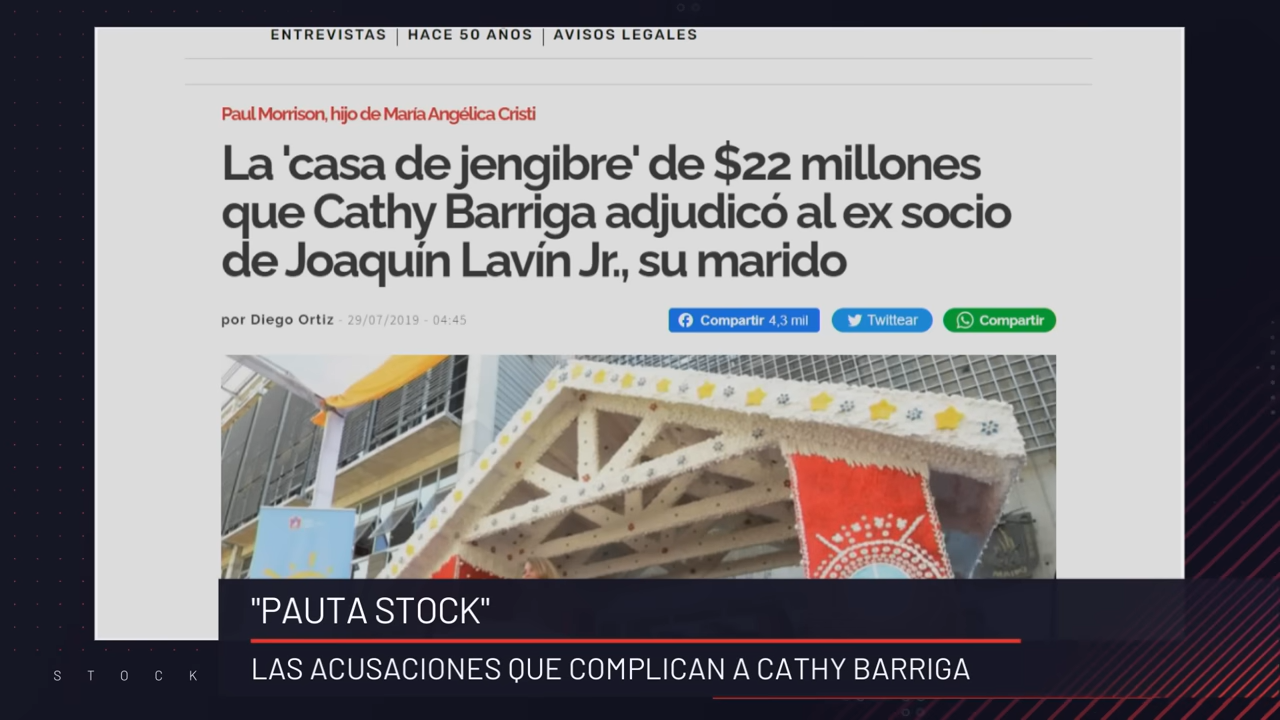 ENTREVISTAS | HACE 50 AÑOS | AVISOS LEGALES
Paul Morrison, hijo de María Angélica Cristi
La 'casa de jengibre' de $22 millones
que Cathy Barriga adjudicó al ex socio
de Joaquín Lavín Jr., su marido
por Diego Ortiz - 29/07/2019 - 04:45
Compartir 4,3 mil
Twittear
Compartir
"PAUTA STOCK"
LAS ACUSACIONES QUE COMPLICAN A CATHY BARRIGA
STOCK